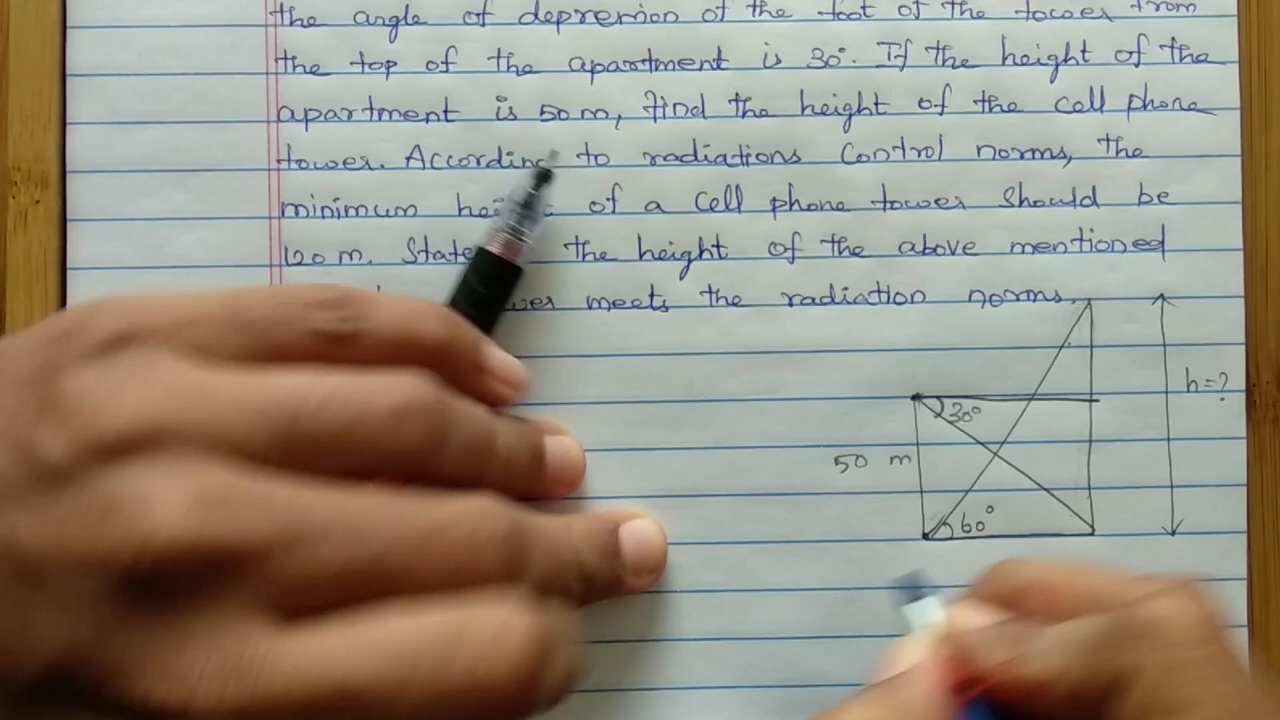 the angle of depression of the foot of the tower from
the top of the apartment is 30°. If the height of the
apartment is 50 m, find the height of the cell phone
tower. According to radiations control norms, the
minimum of a cell phone tower should be
120 m. State the height of the above mentioned
meets the radiation norms.
h=?
30°
50 m
60°